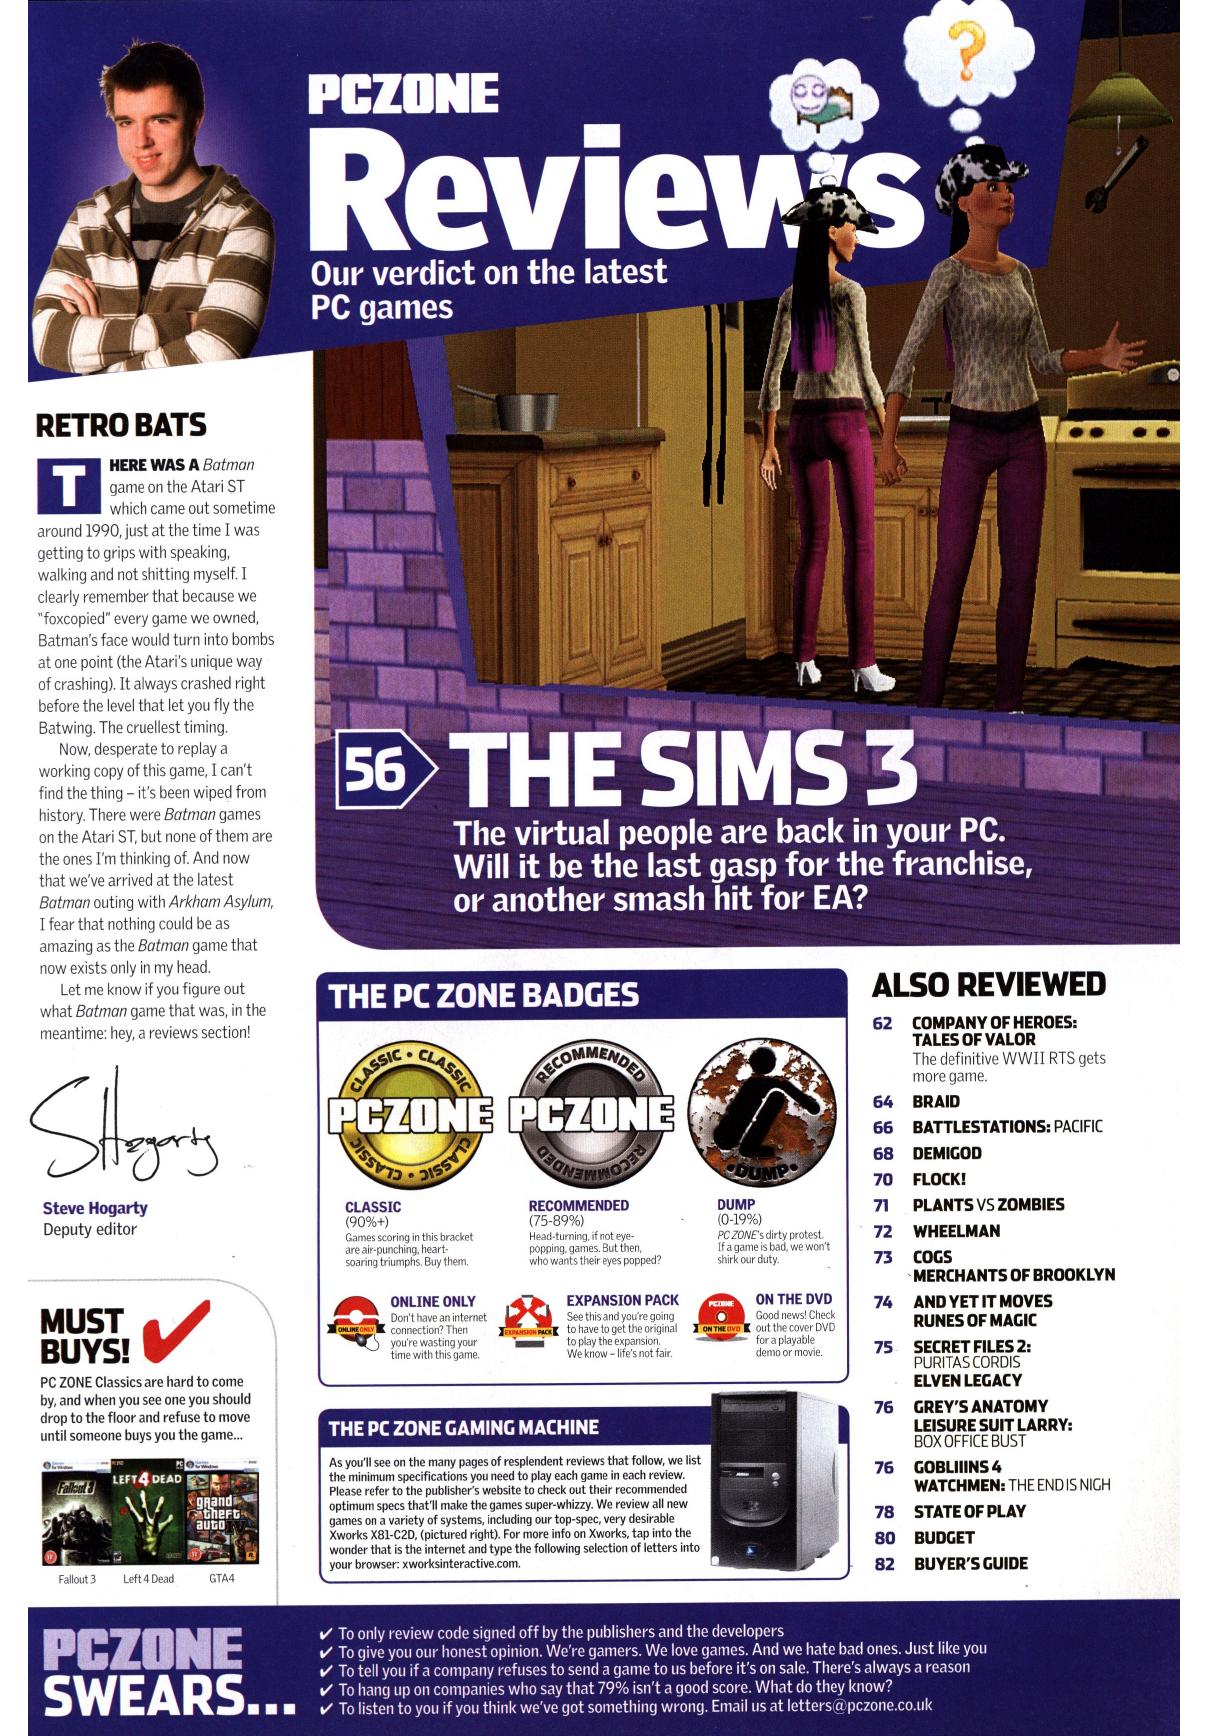 PCZONE
Reviews
Our verdict on the latest
PC games
RETRO BATS
THERE WAS A Batman
game on the Atari ST
which came out sometime
around 1990, just at the time I was
getting to grips with speaking,
walking and not shitting myself. I
clearly remember that because we
"foxcopied" every game we owned,
Batman's face would turn into bombs
at one point (the Atari's unique way
of crashing). It always crashed right
before the level that let you fly the
Batwing. The cruellest timing.
Now, desperate to replay a
working copy of this game, I can't
find the thing – it's been wiped from
history. There were Batman games
on the Atari ST, but none of them are
the ones I'm thinking of. And now
that we've arrived at the latest
Batman outing with Arkham Asylum,
I fear that nothing could be as
amazing as the Batman game that
now exists only in my head.
Let me know if you figure out
what Batman game that was, in the
meantime: hey, a reviews section!
SHogarty
Steve Hogarty
Deputy editor
MUST
BUYS!
PC ZONE Classics are hard to come
by, and when you see one you should
drop to the floor and refuse to move
until someone buys you the game...
Fallout 3
LEFT 4 DEAD
grand
theft
auto IV
Fallout 3
Left 4 Dead
GTA4
56
THE SIMS 3
The virtual people are back in your PC.
Will it be the last gasp for the franchise,
or another smash hit for EA?
THE PC ZONE BADGES
CLASSIC • CLASSIC
PCZONE
CLASSIC • CLASSIC
RECOMMENDED
PCZONE
RECOMMENDED
•DUMP•
CLASSIC
(90%+)
Games scoring in this bracket
are air-punching, heart-
soaring triumphs. Buy them.
RECOMMENDED
(75-89%)
Head-turning, if not eye-
popping, games. But then,
who wants their eyes popped?
DUMP
(0-19%)
PC ZONE's dirty protest.
If a game is bad, we won't
shirk our duty.
ONLINE ONLY
ONLINE ONLY
Don't have an internet
connection? Then
you're wasting your
time with this game.
EXPANSION PACK
EXPANSION PACK
See this and you're going
to have to get the original
to play the expansion.
We know – life's not fair.
PCZONE
ON THE DVD
ON THE DVD
Good news! Check
out the cover DVD
for a playable
demo or movie.
THE PC ZONE GAMING MACHINE
As you'll see on the many pages of resplendent reviews that follow, we list
the minimum specifications you need to play each game in each review.
Please refer to the publisher's website to check out their recommended
optimum specs that'll make the games super-whizzy. We review all new
games on a variety of systems, including our top-spec, very desirable
Xworks X81-C2D, (pictured right). For more info on Xworks, tap into the
wonder that is the internet and type the following selection of letters into
your browser: xworksinteractive.com.
ALSO REVIEWED
62 COMPANY OF HEROES:
TALES OF VALOR
The definitive WWII RTS gets
more game.
64 BRAID
66 BATTLESTATIONS: PACIFIC
68 DEMIGOD
70 FLOCK!
71 PLANTS VS ZOMBIES
72 WHEELMAN
73 COGS
MERCHANTS OF BROOKLYN
74 AND YET IT MOVES
RUNES OF MAGIC
75 SECRET FILES 2:
PURITAS CORDIS
ELVEN LEGACY
76 GREY'S ANATOMY
LEISURE SUIT LARRY:
BOX OFFICE BUST
76 GOBLIIINS 4
WATCHMEN: THE END IS NIGH
78 STATE OF PLAY
80 BUDGET
82 BUYER'S GUIDE
PCZONE
SWEARS...
✔ To only review code signed off by the publishers and the developers
✔ To give you our honest opinion. We're gamers. We love games. And we hate bad ones. Just like you
✔ To tell you if a company refuses to send a game to us before it's on sale. There's always a reason
✔ To hang up on companies who say that 79% isn't a good score. What do they know?
✔ To listen to you if you think we've got something wrong. Email us at letters@pczone.co.uk